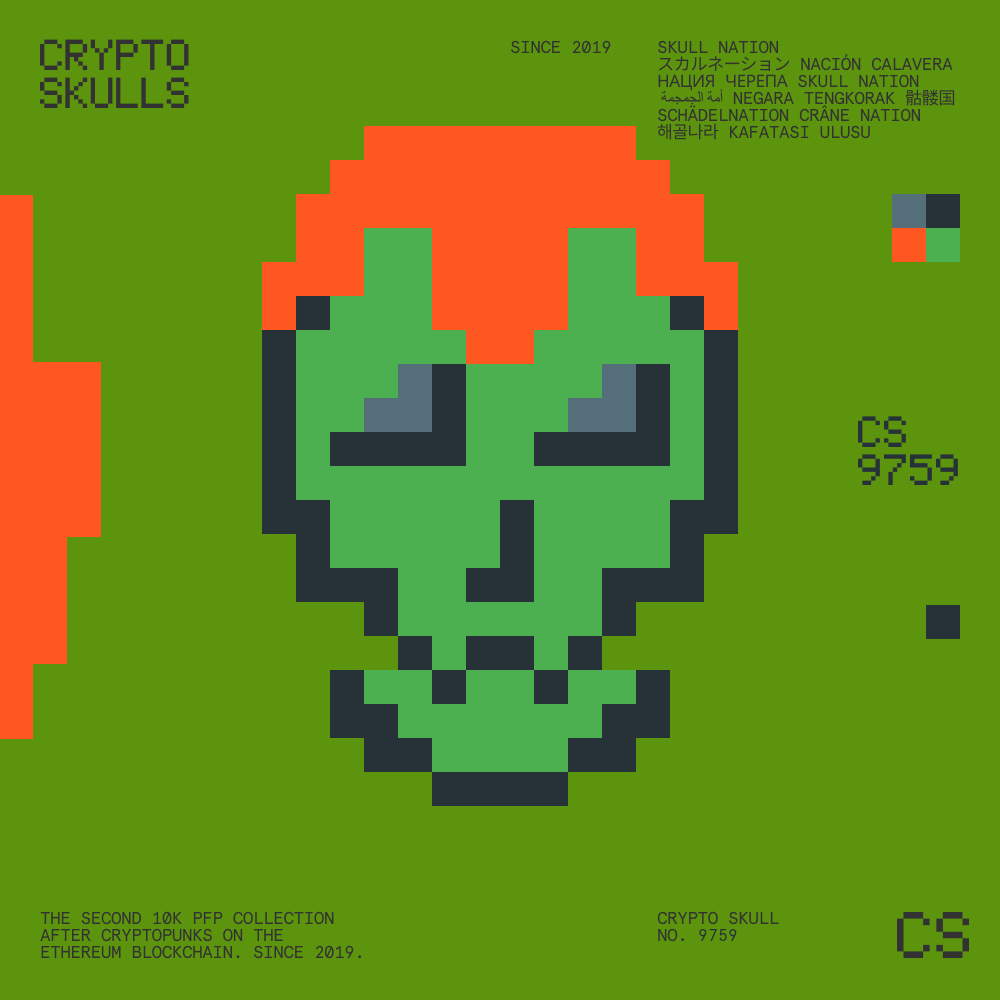 CRYPTO
SKULLS
SINCE 2019
SKULL NATION
スカルネーション NACIÓN CALAVERA
НАЦИЯ ЧЕРЕПА SKULL NATION
أمة الجمجمة NEGARA TENGKORAK 骷髅国
SCHÄDELNATION CRÂNE NATION
해골나라 KAFATASI ULUSU
CS
9759
THE SECOND 10K PFP COLLECTION
AFTER CRYPTOPUNKS ON THE
ETHEREUM BLOCKCHAIN. SINCE 2019.
CRYPTO SKULL
NO. 9759
CS